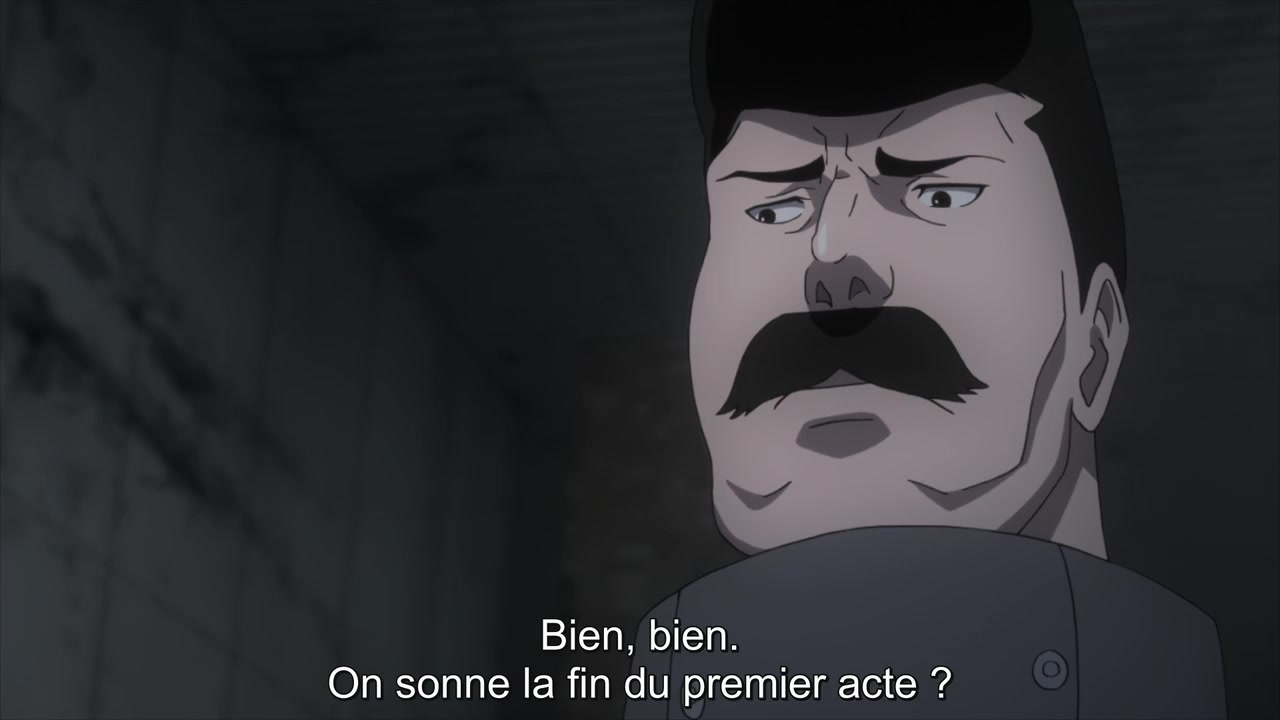 Bien, bien.
On sonne la fin du premier acte ?